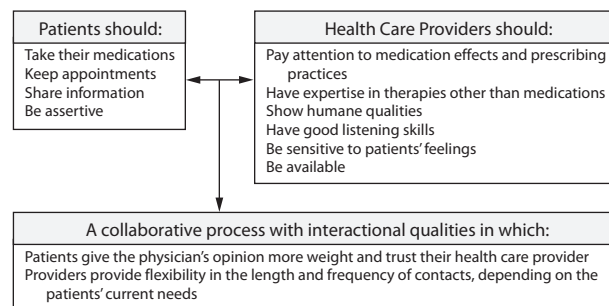 Patients should:
Take their medications
Keep appointments
Share information
Be assertive
Health Care Providers should:
Pay attention to medication effects and prescribing
practices
Have expertise in therapies other than medications
Show humane qualities
Have good listening skills
Be sensitive to patients’ feelings
Be available
A collaborative process with interactional qualities in which:
Patients give the physician’s opinion more weight and trust their health care provider
Providers provide flexibility in the length and frequency of contacts, depending on the
patients’ current needs